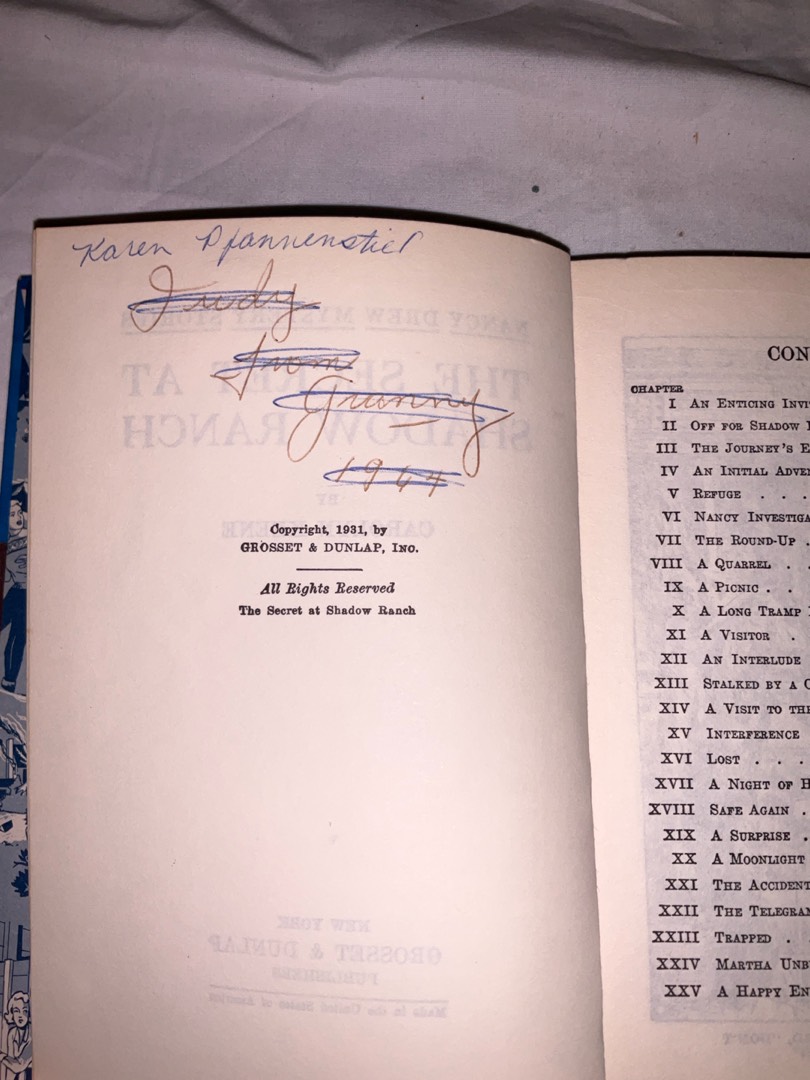 Karen Pfannenstiel
Judy
from
Granny
1964
Copyright, 1931, by
GROSSET & DUNLAP, INC.
All Rights Reserved
The Secret at Shadow Ranch
CON
CHAPTER
I AN ENTICING INVI
II OFF FOR SHADOW
III THE JOURNEY'S E
IV AN INITIAL ADVE
V REFUGE . . .
VI NANCY INVESTIGA
VII THE ROUND-UP .
VIII A QUARREL . .
IX A PICNIC . .
X A LONG TRAMP
XI A VISITOR .
XII AN INTERLUDE
XIII STALKED BY A
XIV A VISIT TO THE
XV INTERFERENCE
XVI LOST . . .
XVII A NIGHT OF H
XVIII SAFE AGAIN .
XIX A SURPRISE .
XX A MOONLIGHT
XXI THE ACCIDENT
XXII THE TELEGRA
XXIII TRAPPED .
XXIV MARTHA UNB
XXV A HAPPY EN